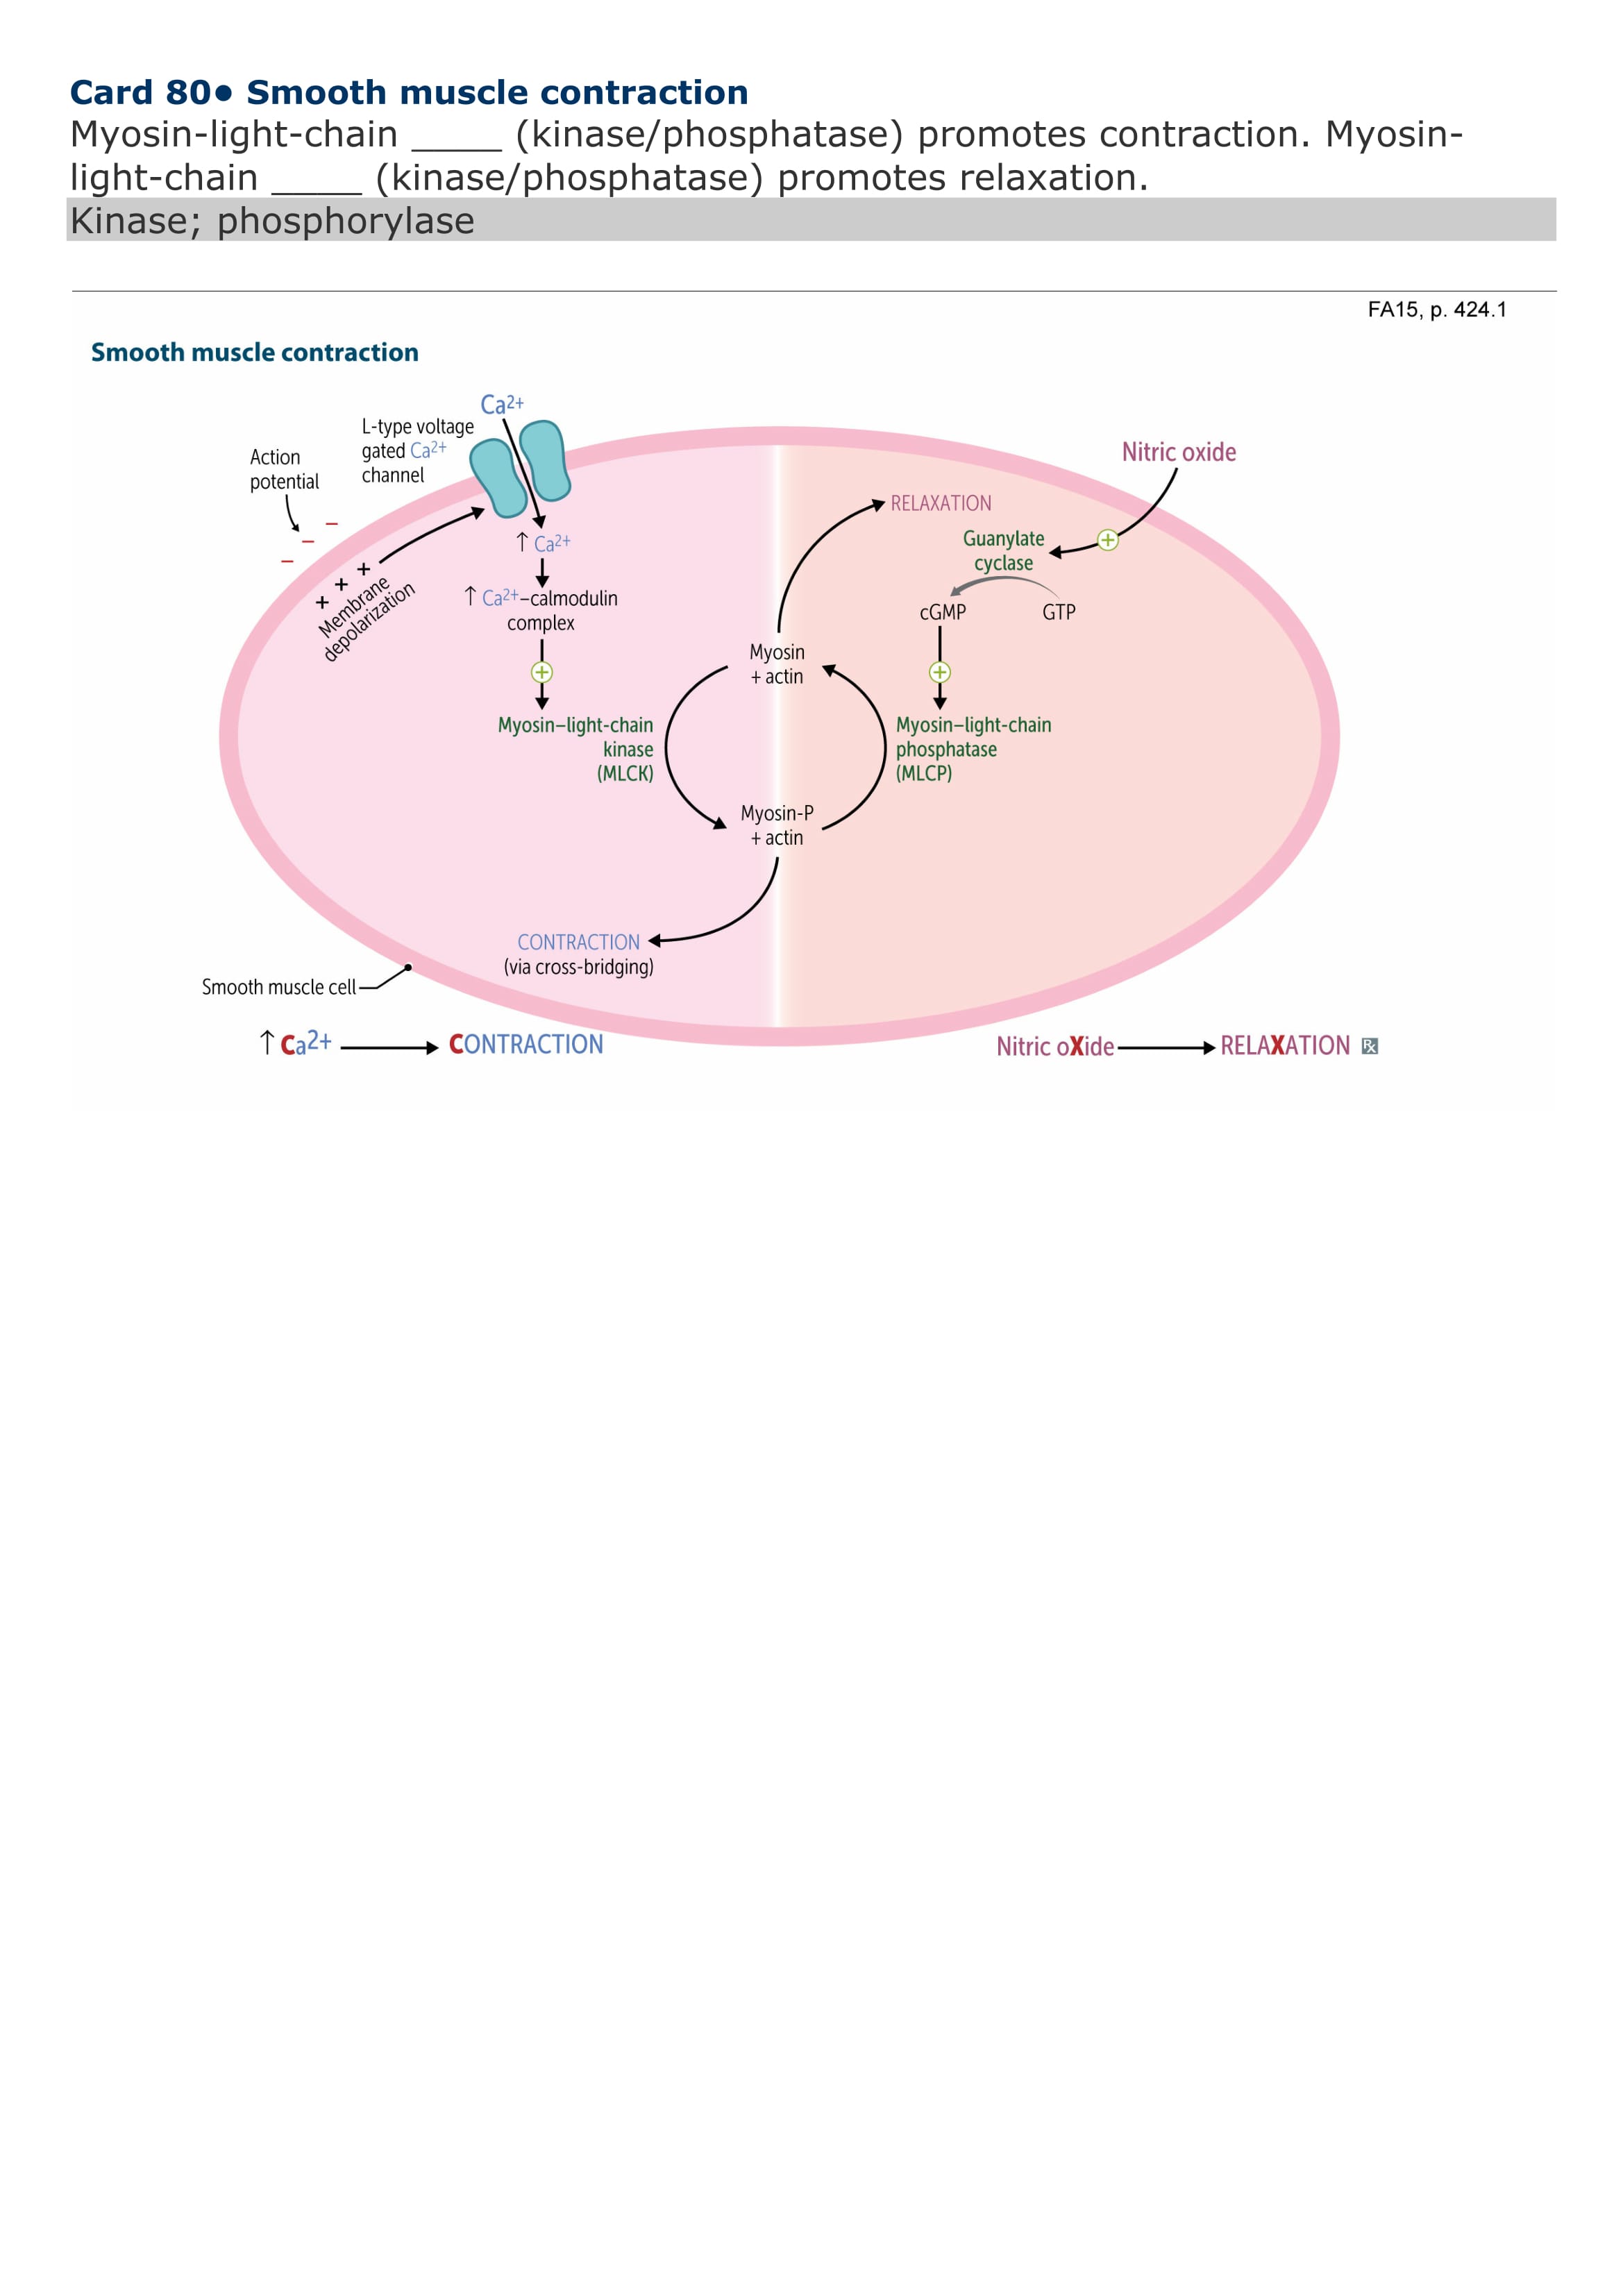 Card 80● Smooth muscle contraction
Myosin-light-chain _____ (kinase/phosphatase) promotes contraction. Myosin-
light-chain _____ (kinase/phosphatase) promotes relaxation.
Kinase; phosphorylase
FA15, p. 424.1
Smooth muscle contraction
Ca2+
L-type voltage
gated Ca2+
channel
Action
potential
− − −
+ + +
Membrane
depolarization
↑ Ca2+
↑ Ca2+–calmodulin
complex
+
Myosin–light-chain
kinase
(MLCK)
Myosin
+ actin
Myosin-P
+ actin
CONTRACTION
(via cross-bridging)
Smooth muscle cell
Nitric oxide
RELAXATION
+
Guanylate
cyclase
cGMP
GTP
+
Myosin–light-chain
phosphatase
(MLCP)
↑ Ca2+ → CONTRACTION
Nitric oXide → RELAXATION ℞